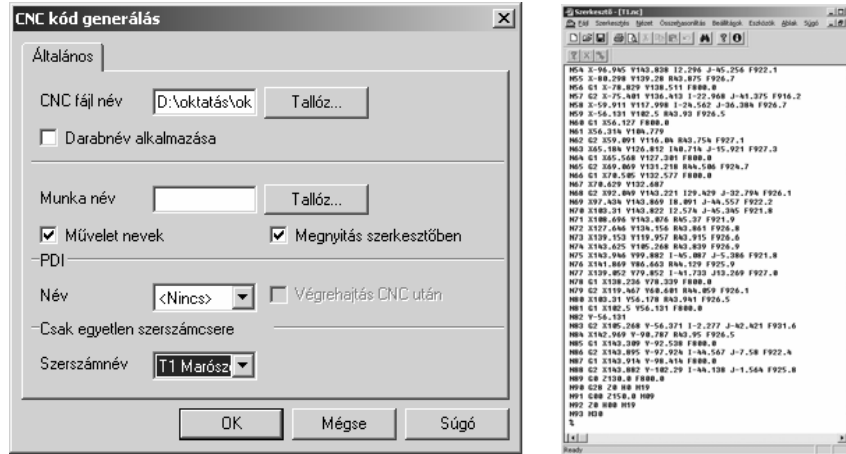 CNC kód generálás
Általános
CNC fájl név D:\oktatás\ok Tallóz...
Darabnév alkalmazása
Munka név Tallóz...
Művelet nevek Megnyitás szerkesztőben
PDI
Név <Nincs> Végrehajtás CNC után
Csak egyetlen szerszámcsere
Szerszámnév T1 Marósz
OK Mégse Súgó
Szerkesztő - [T1.nc]
Fájl Szerkesztés Nézet Összehasonlítás Beállítások Eszközök Ablak Súgó
N54 X-96.945 Y143.838 I2.296 J-45.256 F922.1
N55 X-80.298 Y139.28 R43.875 F926.7
N56 G1 X-78.829 Y138.511 F800.0
N57 G2 X-75.401 Y136.413 I-22.968 J-41.375 F916.2
N58 X-59.911 Y117.998 I-24.562 J-36.384 F926.7
N59 X-56.131 Y102.5 R43.93 F926.5
N60 G1 X56.127 F800.0
N61 X56.314 Y104.779
N62 G2 X59.091 Y116.04 R43.754 F927.1
N63 X65.184 Y126.812 I40.714 J-15.921 F927.3
N64 G1 X65.568 Y127.301 F800.0
N65 G2 X69.069 Y131.218 R44.506 F924.7
N66 G1 X70.505 Y132.577 F800.0
N67 X70.629 Y132.687
N68 G2 X92.049 Y143.221 I29.429 J-32.794 F926.1
N69 X97.434 Y143.869 I8.091 J-44.557 F922.2
N70 X103.31 Y143.822 I2.574 J-45.345 F921.8
N71 X108.696 Y143.076 R45.37 F921.9
N72 X127.646 Y134.156 R43.861 F926.8
N73 X139.153 Y119.957 R43.915 F926.6
N74 X143.625 Y105.268 R43.839 F926.9
N75 X143.946 Y99.882 I-45.087 J-5.386 F921.8
N76 X141.869 Y86.663 R44.129 F925.9
N77 X139.052 Y79.852 I-41.733 J13.269 F927.0
N78 G1 X138.236 Y78.339 F800.0
N79 G2 X119.467 Y60.601 R44.059 F926.1
N80 X103.31 Y56.178 R43.941 F926.5
N81 G1 X102.5 Y56.131 F800.0
N82 Y-56.131
N83 G2 X105.268 Y-56.371 I-2.277 J-42.421 F931.6
N84 X142.969 Y-90.787 R43.95 F926.5
N85 G1 X143.309 Y-92.538 F800.0
N86 G2 X143.895 Y-97.924 I-44.567 J-7.58 F922.4
N87 G1 X143.914 Y-98.414 F800.0
N88 G2 X143.882 Y-102.29 I-44.138 J-1.564 F925.8
N89 G0 Z130.0 F800.0
N90 G28 Z0 H0 M19
N91 G00 Z150.0 M09
N92 Z0 H00 M19
N93 M30
%
Ready